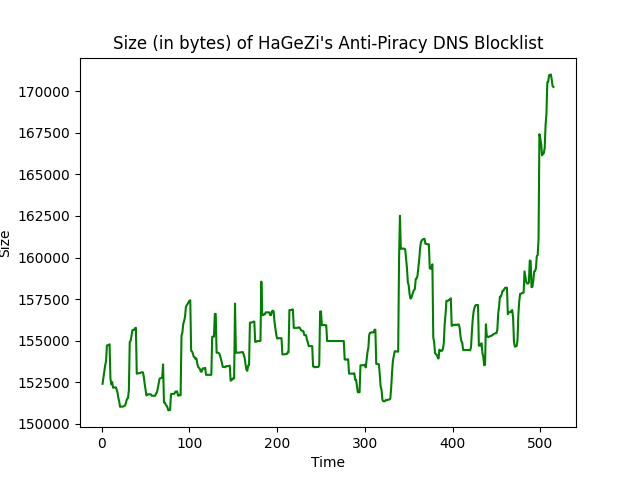 Size (in bytes) of HaGeZi's Anti-Piracy DNS Blocklist
170000
167500
165000
162500
160000
157500
155000
152500
150000
Size
0 100 200 300 400 500
Time